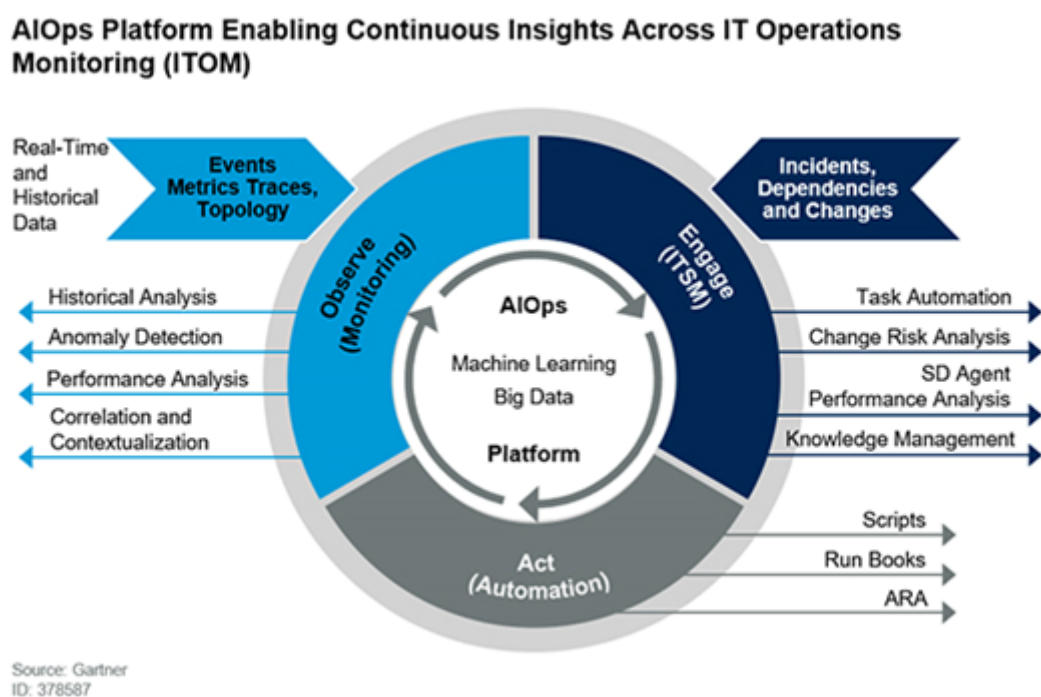 AIOps Platform Enabling Continuous Insights Across IT Operations
Monitoring (ITOM)
Real-Time
and
Historical
Data
Events
Metrics Traces,
Topology
Incidents,
Dependencies
and Changes
Observe
(Monitoring)
Engage
(ITSM)
Historical Analysis
Anomaly Detection
Performance Analysis
Correlation and
Contextualization
AIOps
Machine Learning
Big Data
Platform
Task Automation
Change Risk Analysis
SD Agent
Performance Analysis
Knowledge Management
Act
(Automation)
Scripts
Run Books
ARA
Source: Gartner
ID: 378587